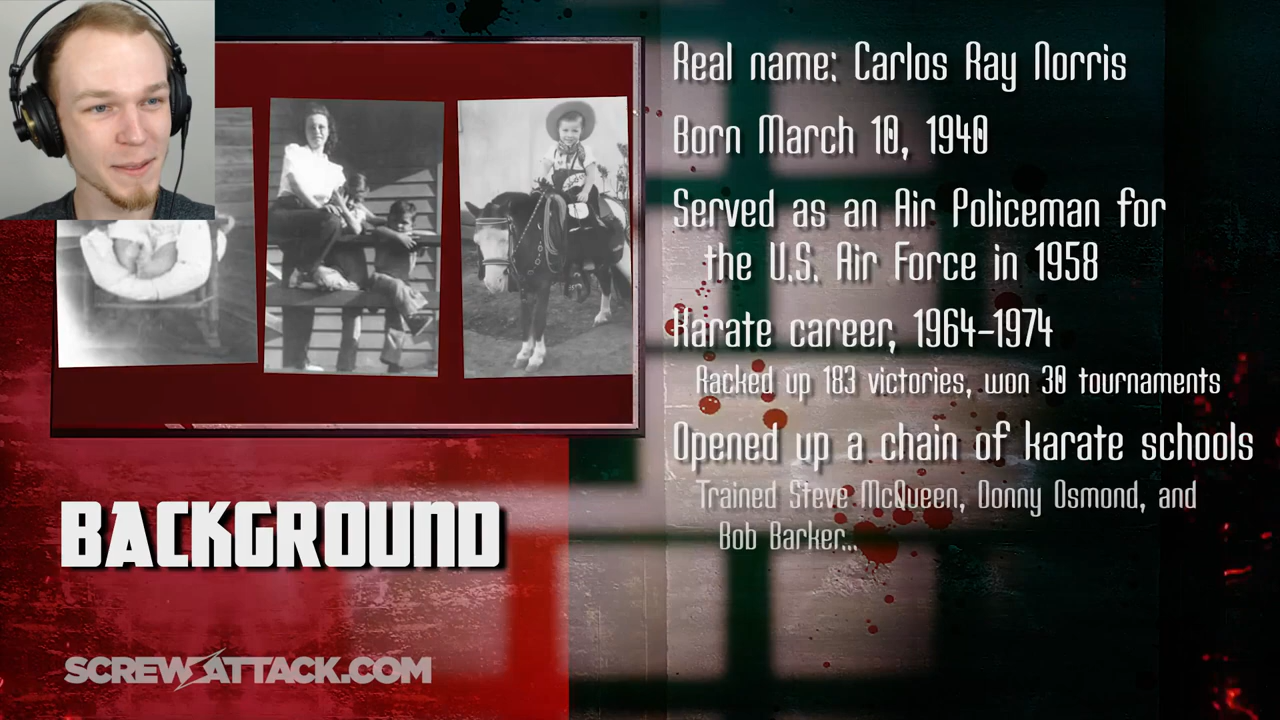 Real name: Carlos Ray Norris
Born March 10, 1940
Served as an Air Policeman for
the U.S. Air Force in 1958
Karate career, 1964-1974
Racked up 183 victories, won 30 tournaments
Opened up a chain of karate schools
Trained Steve McQueen, Donny Osmond, and
Bob Barker...
BACKGROUND
SCREWATTACK.COM